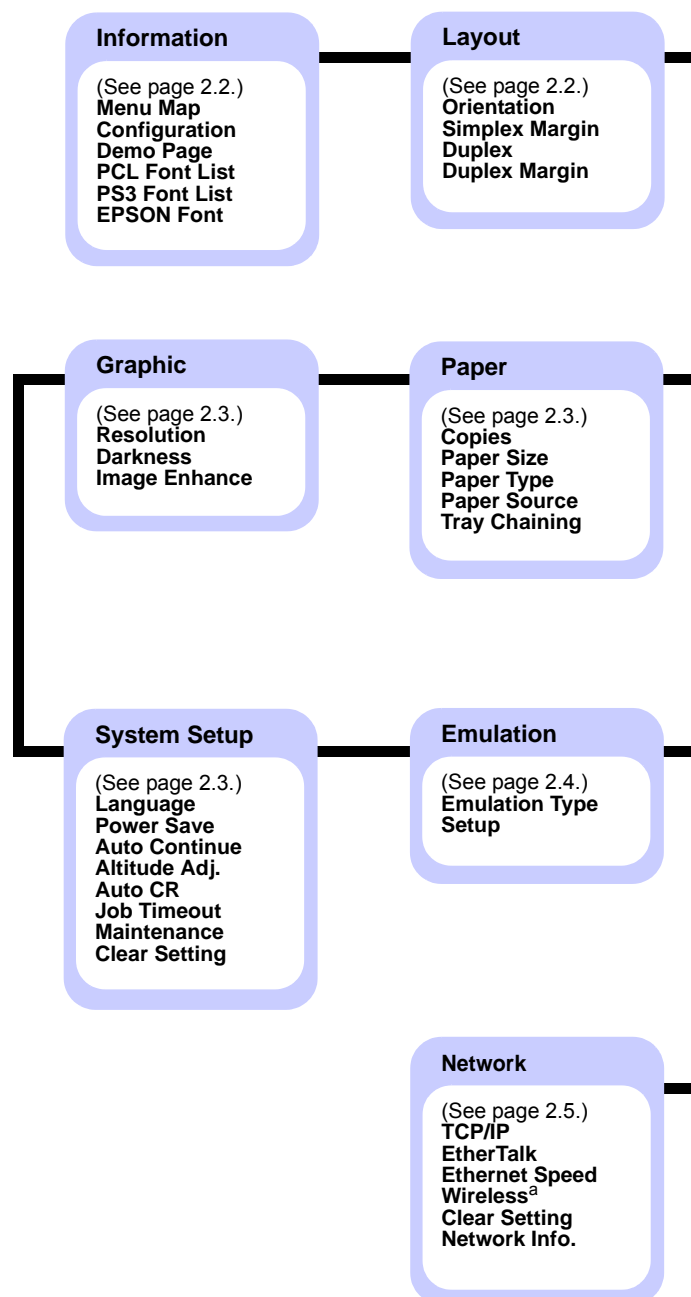 Information
(See page 2.2.)
Menu Map
Configuration
Demo Page
PCL Font List
PS3 Font List
EPSON Font
Layout
(See page 2.2.)
Orientation
Simplex Margin
Duplex
Duplex Margin
Graphic
(See page 2.3.)
Resolution
Darkness
Image Enhance
Paper
(See page 2.3.)
Copies
Paper Size
Paper Type
Paper Source
Tray Chaining
System Setup
(See page 2.3.)
Language
Power Save
Auto Continue
Altitude Adj.
Auto CR
Job Timeout
Maintenance
Clear Setting
Emulation
(See page 2.4.)
Emulation Type
Setup
Network
(See page 2.5.)
TCP/IP
EtherTalk
Ethernet Speed
Wirelessa
Clear Setting
Network Info.